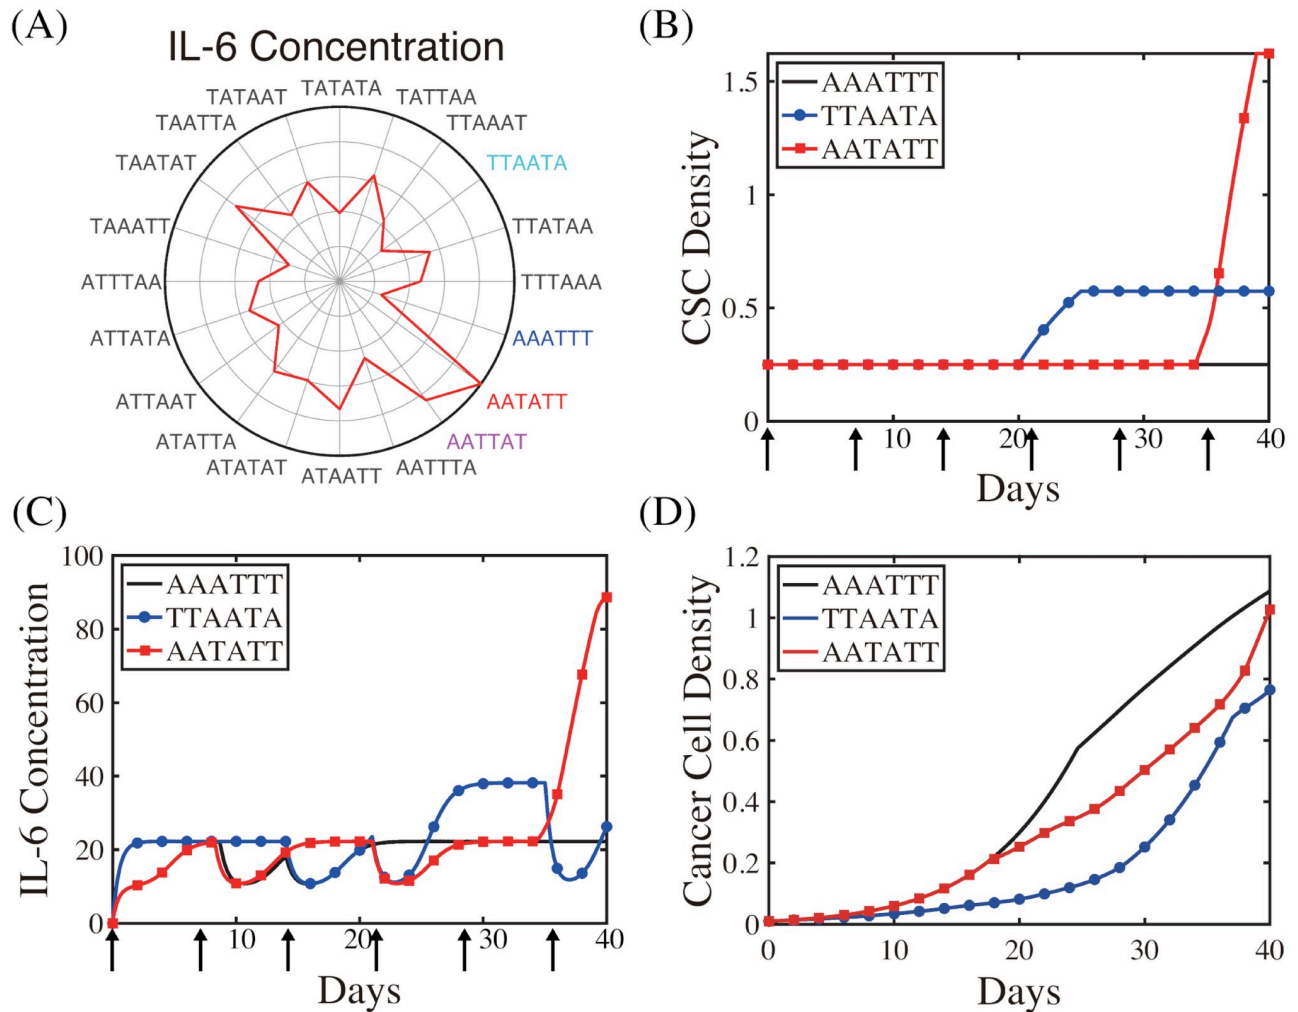 (A)
IL-6 Concentration
TATATA
TATAAT TATTAA
TAATTA TTAAAT
TAATAT TTAATA
TAAATT TTATAA
ATTTAA TTTAAA
ATTATA AAATTT
ATTAAT AATATT
ATATTA AATTAT
ATATAT AATTTA
ATAATT
(B)
1.5
1
0.5
0
10 20 30 40
CSC Density
Days
AAATTT
TTAATA
AATATT
(C)
100
80
60
40
20
0
10 20 30 40
IL-6 Concentration
Days
AAATTT
TTAATA
AATATT
(D)
1.2
1
0.8
0.6
0.4
0.2
0
0 10 20 30 40
Cancer Cell Density
Days
AAATTT
TTAATA
AATATT